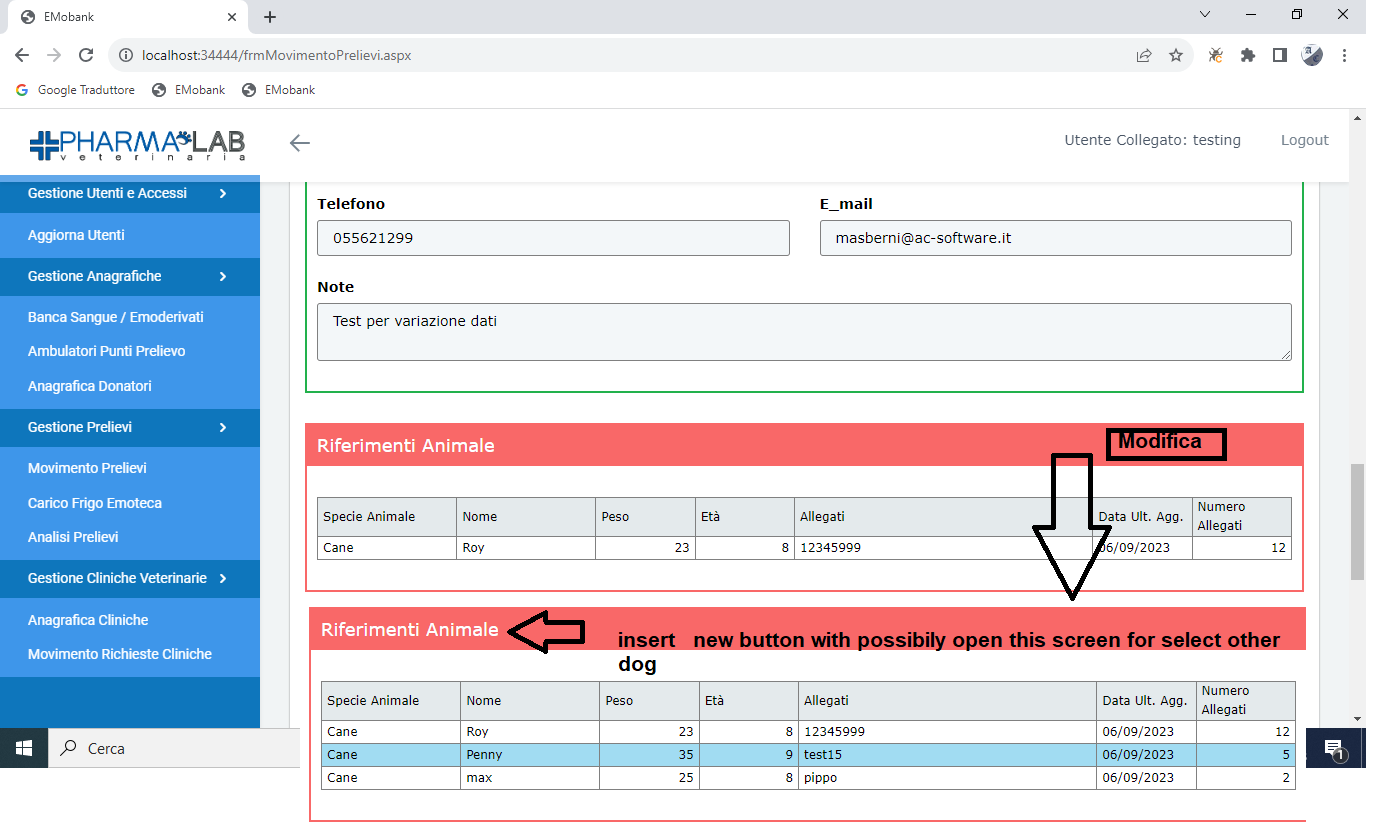 EMobank
localhost:34444/frmMovimentoPrelievi.aspx
Google Traduttore EMobank EMobank
PHARMA LAB
veterinaria
Utente Collegato: testing Logout
Gestione Utenti e Accessi
Aggiorna Utenti
Gestione Anagrafiche
Banca Sangue / Emoderivati
Ambulatori Punti Prelievo
Anagrafica Donatori
Gestione Prelievi
Movimento Prelievi
Carico Frigo Emoteca
Analisi Prelievi
Gestione Cliniche Veterinarie
Anagrafica Cliniche
Movimento Richieste Cliniche
Telefono E_mail
055621299 masberni@ac-software.it
Note
Test per variazione dati
Riferimenti Animale
Modifica
Specie Animale Nome Peso Età Allegati Data Ult. Agg. Numero
Allegati
Cane Roy 23 8 12345999 06/09/2023 12
Riferimenti Animale
insert new button with possibily open this screen for select other
dog
Specie Animale Nome Peso Età Allegati Data Ult. Agg. Numero
Allegati
Cane Roy 23 8 12345999 06/09/2023 12
Cane Penny 35 9 test15 06/09/2023 5
Cane max 25 8 pippo 06/09/2023 2
Cerca
1